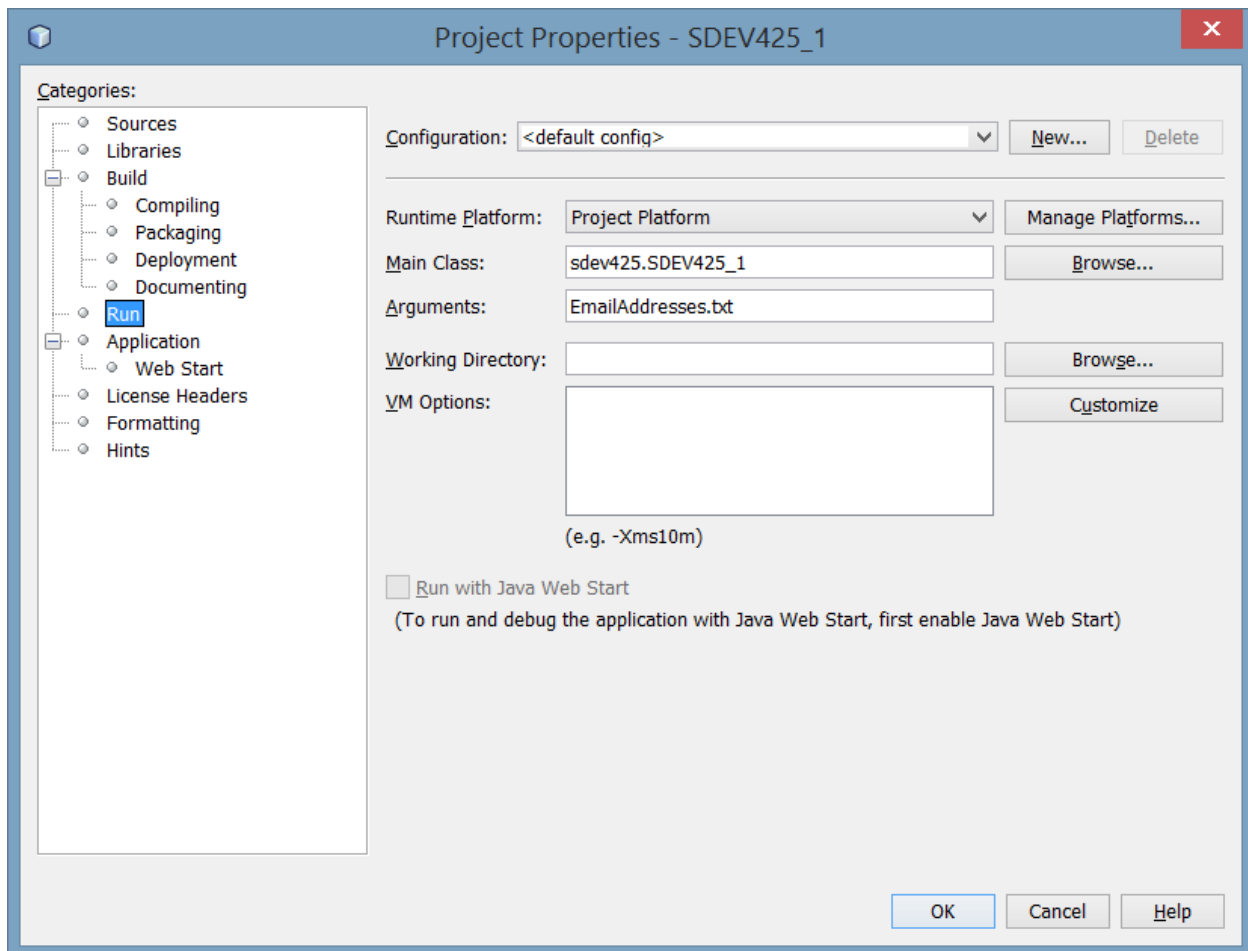 Project Properties - SDEV425_1
x
Categories:
Sources
Libraries
Build
Compiling
Packaging
Deployment
Documenting
Run
Application
Web Start
License Headers
Formatting
Hints
Configuration: <default config> New... Delete
Runtime Platform: Project Platform Manage Platforms...
Main Class: sdev425.SDEV425_1 Browse...
Arguments: EmailAddresses.txt
Working Directory: Browse...
VM Options: Customize
(e.g. -Xms10m)
Run with Java Web Start
(To run and debug the application with Java Web Start, first enable Java Web Start)
OK Cancel Help